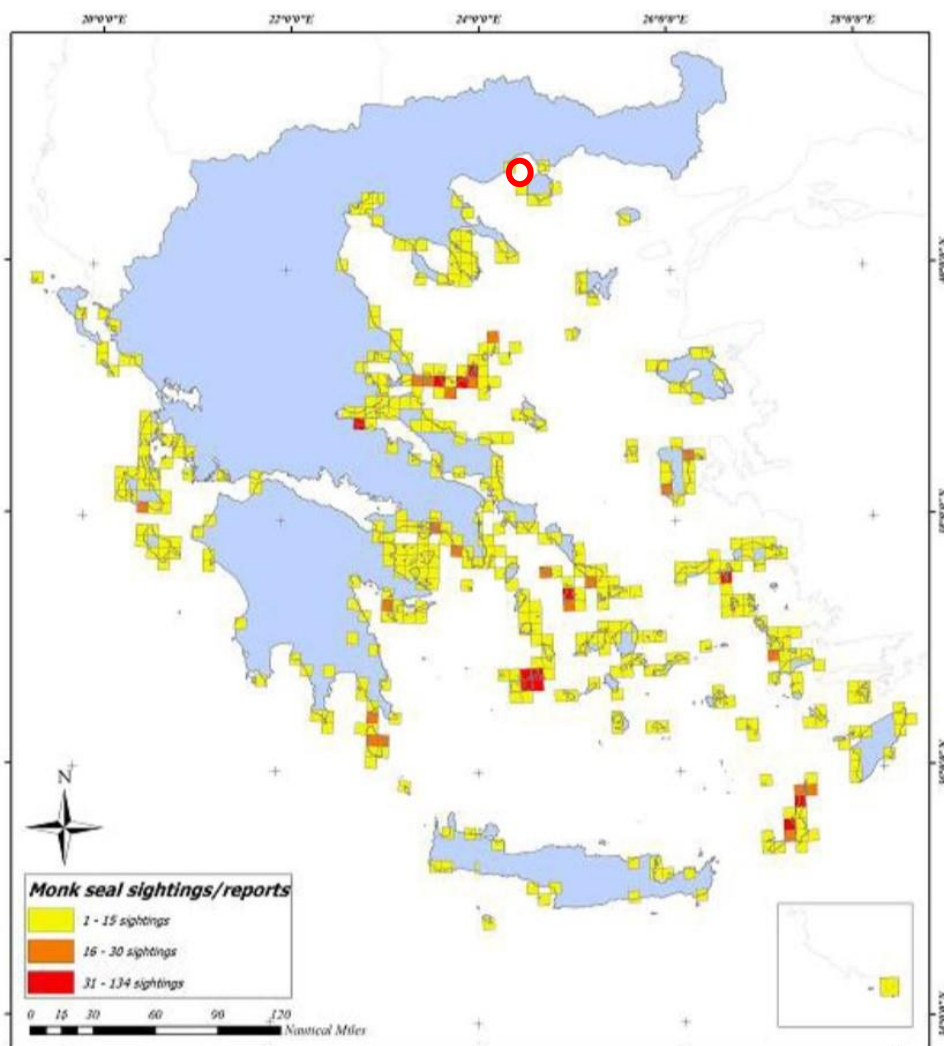 20°0'0"E 22°0'0"E 24°0'0"E 26°0'0"E 28°0'0"E
N
Monk seal sightings/reports
1 - 15 sightings
16 - 30 sightings
31 - 134 sightings
0 15 30 60 90 120
Nautical Miles